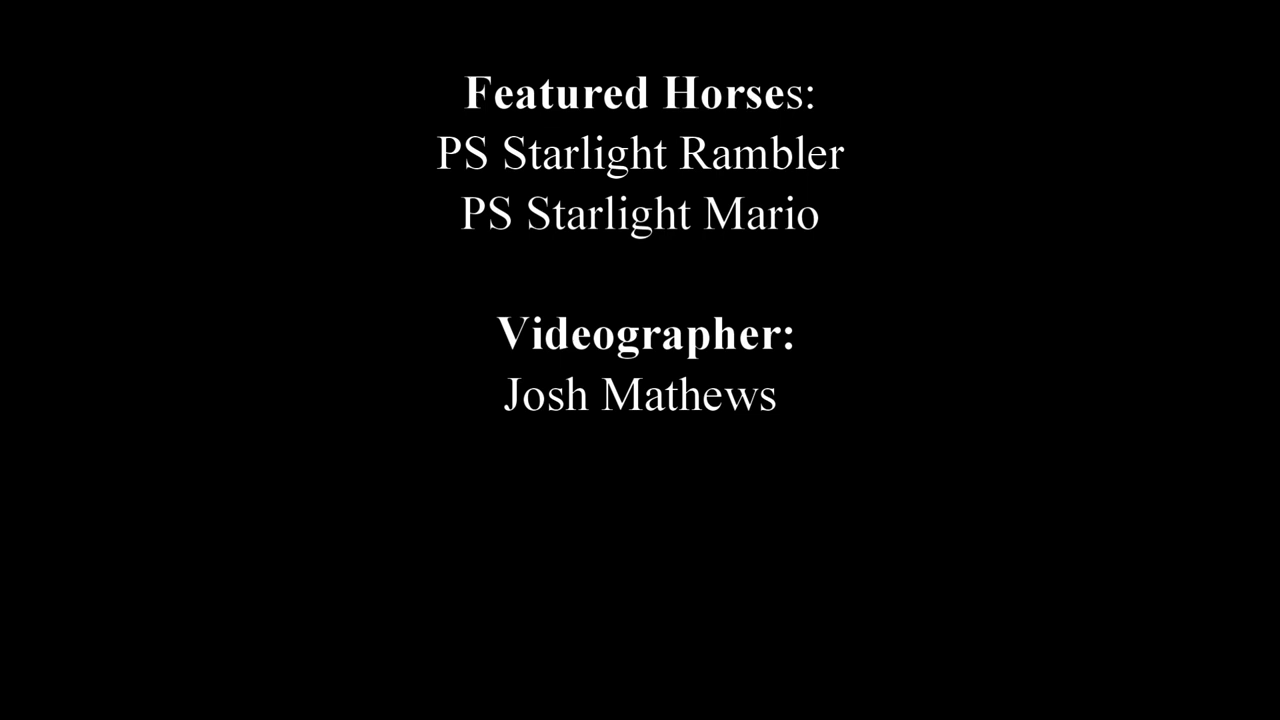 Featured Horses:
PS Starlight Rambler
PS Starlight Mario
Videographer:
Josh Mathews